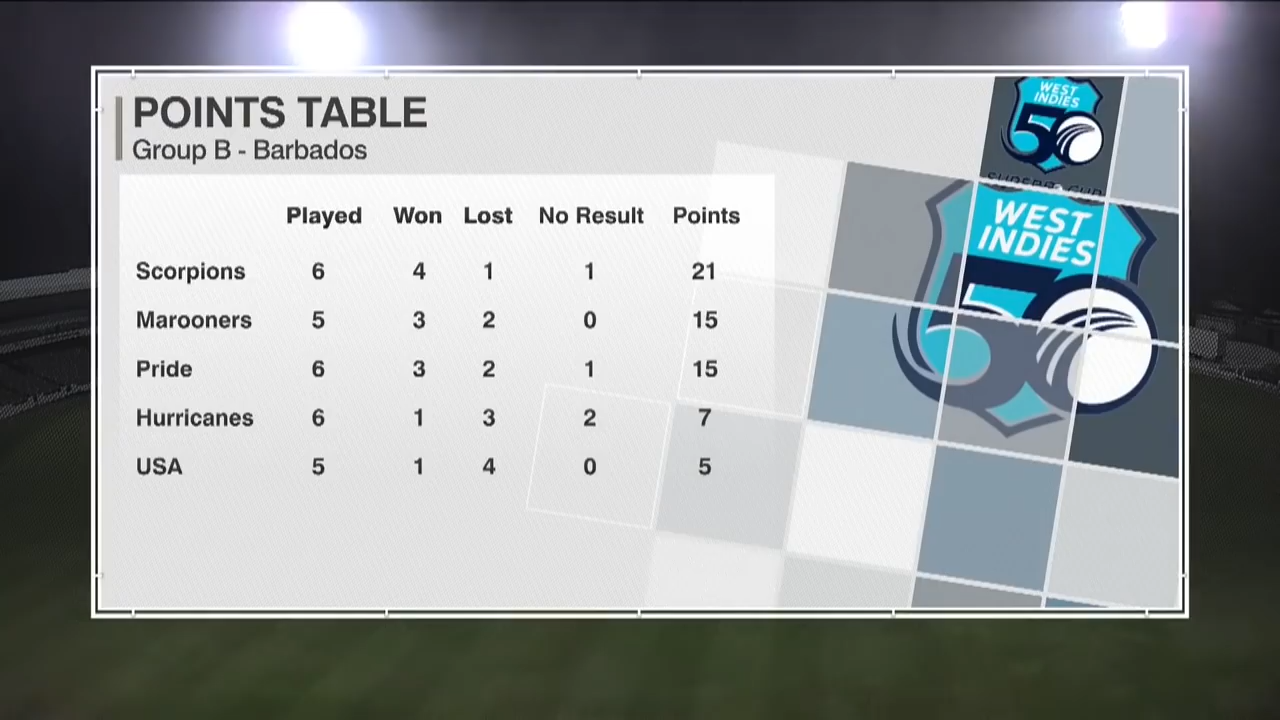 POINTS TABLE
Group B - Barbados
Played Won Lost No Result Points
Scorpions 6 4 1 1 21
Marooners 5 3 2 0 15
Pride 6 3 2 1 15
Hurricanes 6 1 3 2 7
USA 5 1 4 0 5
WEST
INDIES
50
WEST
INDIES
50